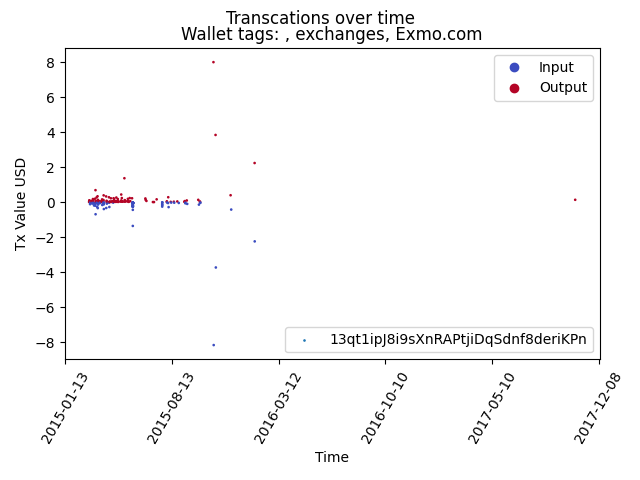 Transcations over time
Wallet tags: , exchanges, Exmo.com
8
6
4
2
0
−2
−4
−6
−8
Tx Value USD
Input
Output
13qt1ipJ8i9sXnRAPtjiDqSdnf8deriKPn
2015-01-13
2015-08-13
2016-03-12
2016-10-10
2017-05-10
2017-12-08
Time